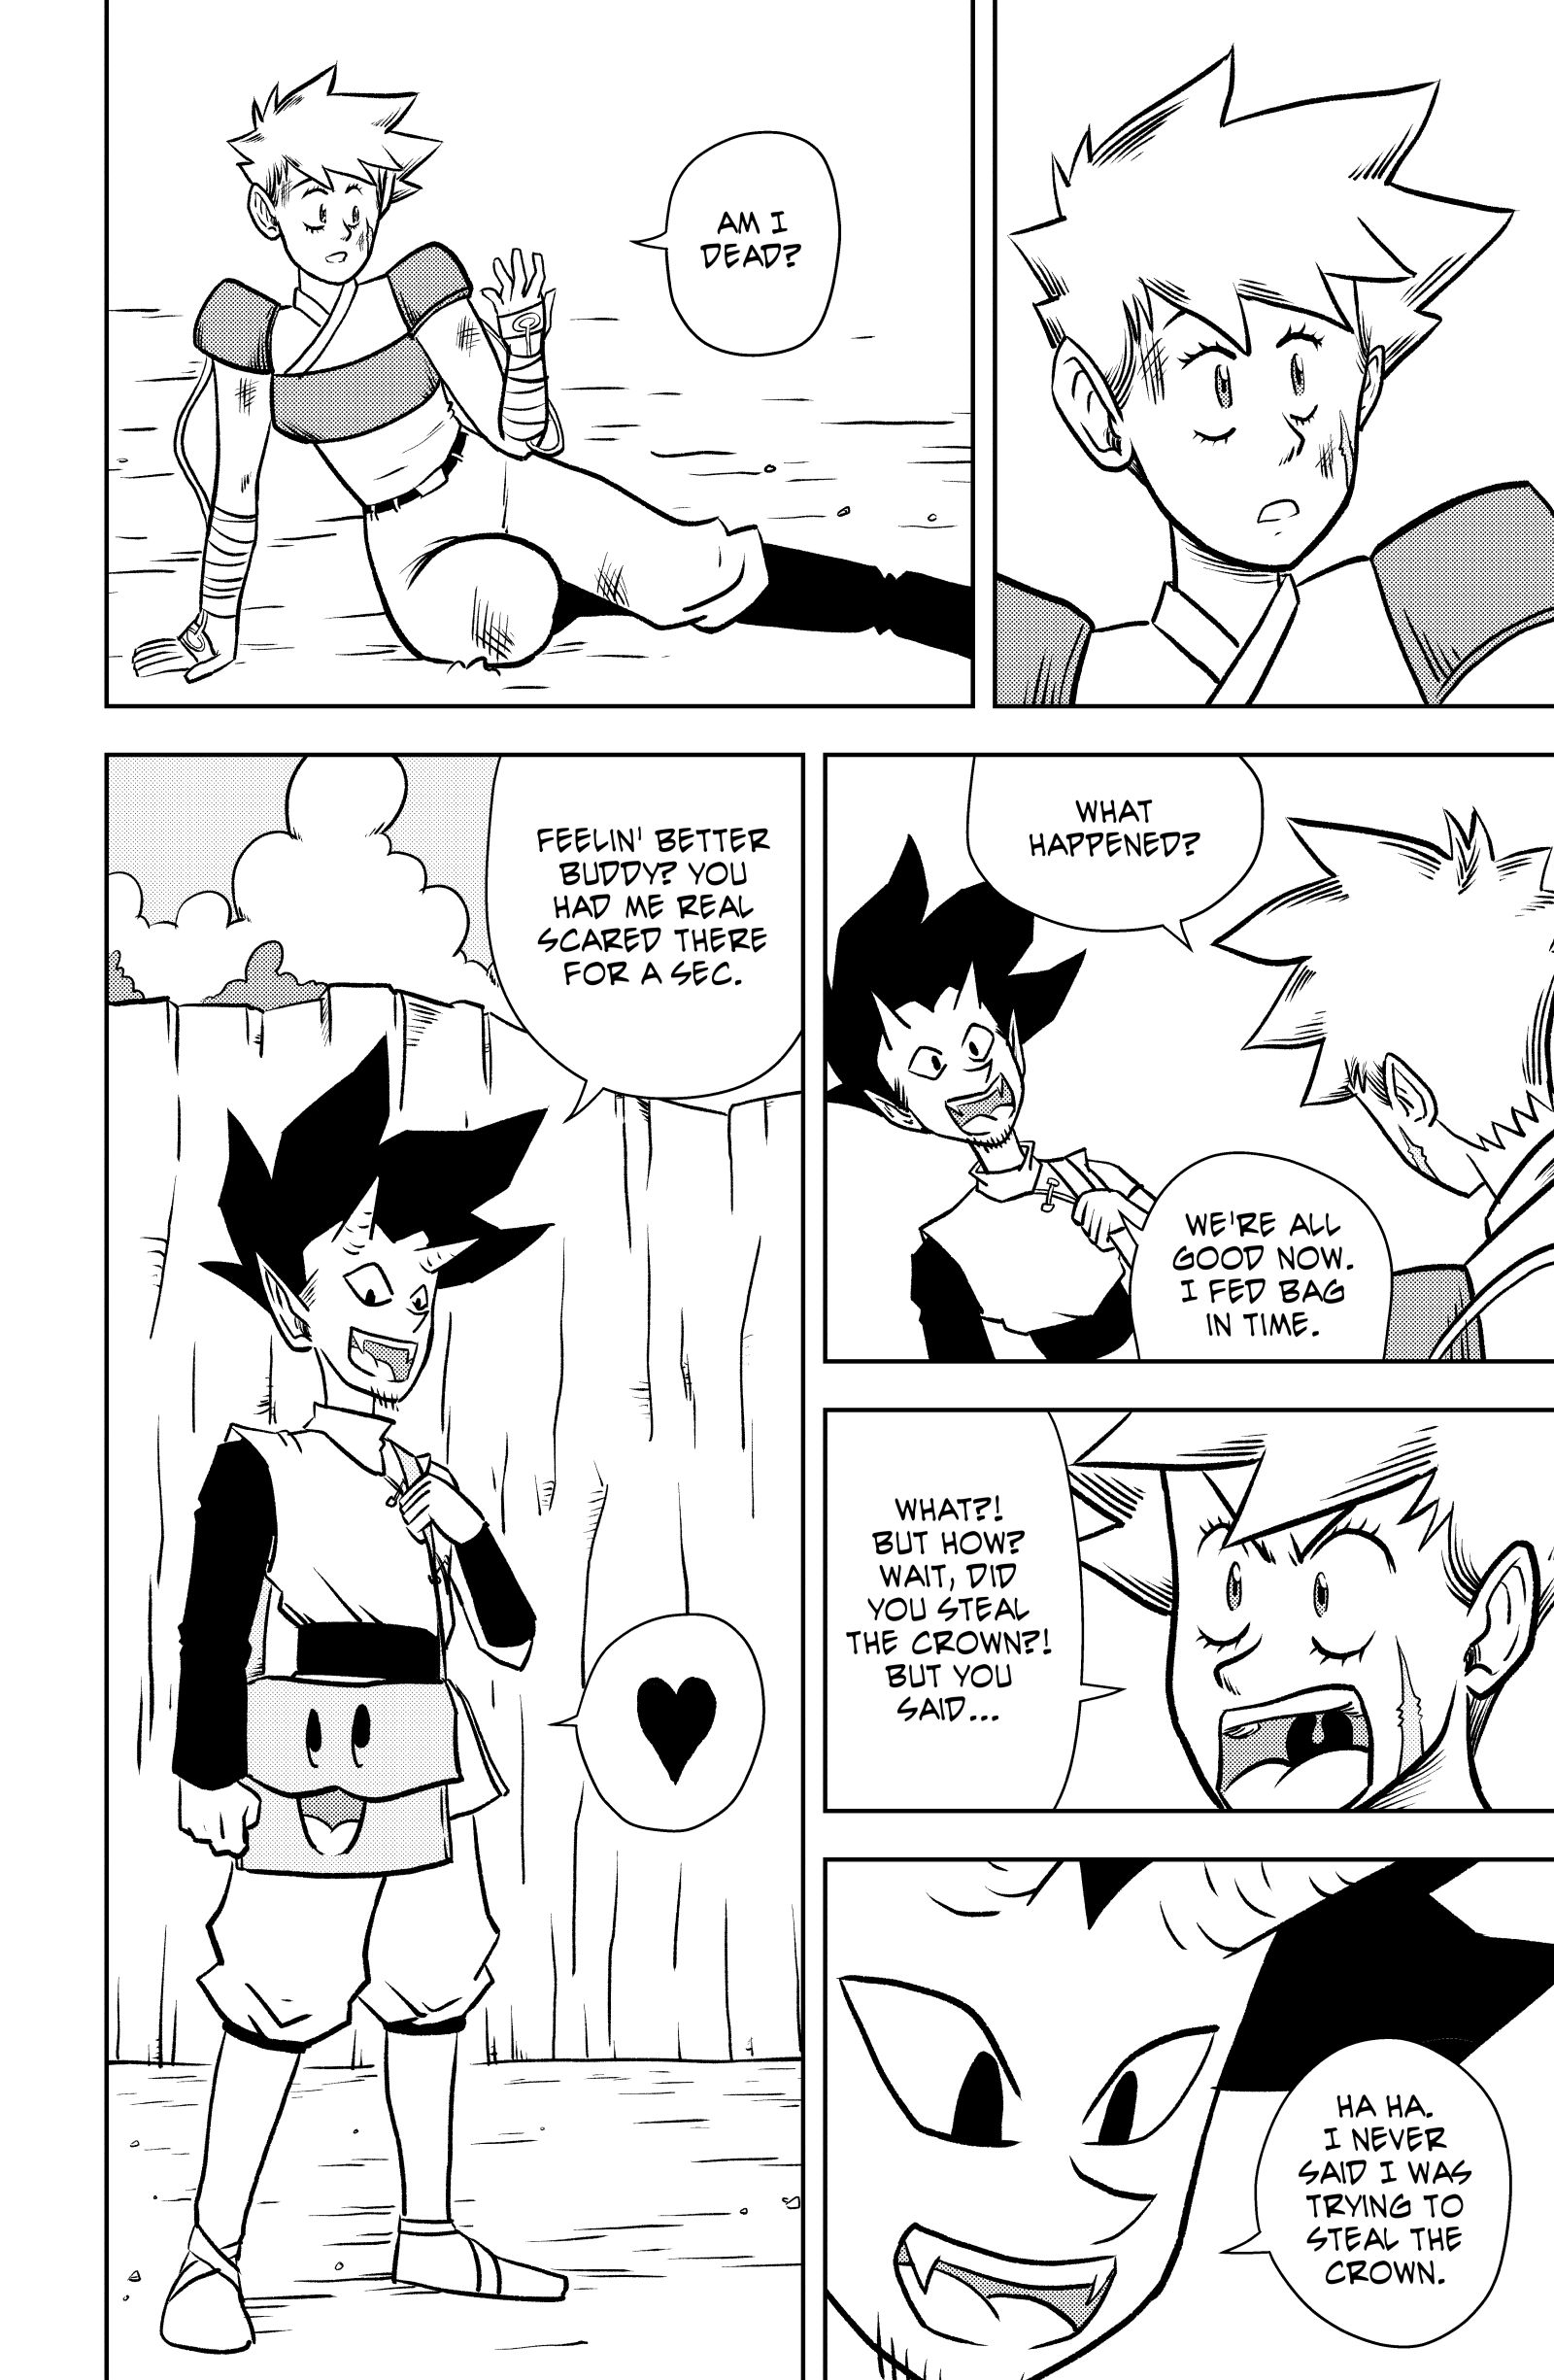 AM I
DEAD?
FEELIN' BETTER
BUDDY? YOU
HAD ME REAL
SCARED THERE
FOR A SEC.
WHAT
HAPPENED?
WE'RE ALL
GOOD NOW.
I FED BAG
IN TIME.
WHAT?!
BUT HOW?
WAIT, DID
YOU STEAL
THE CROWN?!
BUT YOU
SAID...
HA HA.
I NEVER
SAID I WAS
TRYING TO
STEAL THE
CROWN.